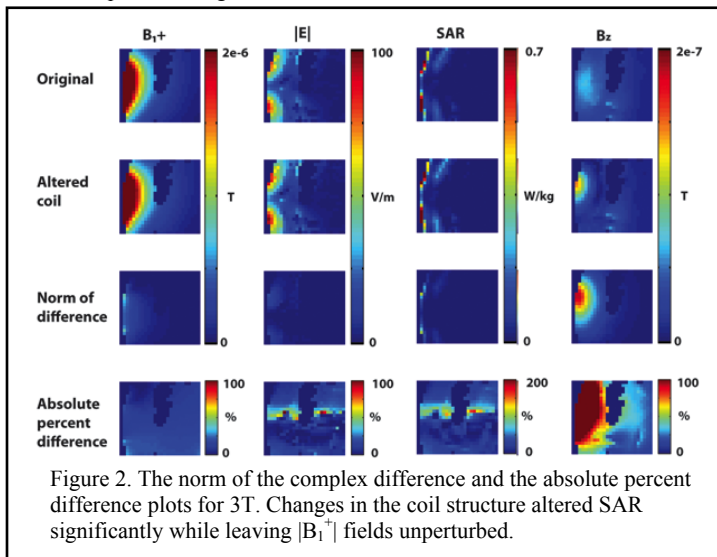 B₁+ |E| SAR Bz
Original 2e-6 100 0.7 2e-7
Altered coil T V/m W/kg T
Norm of difference 0 0 0 0
Absolute percent difference 100 % 0 100 % 0 200 % 0 100 % 0
Figure 2. The norm of the complex difference and the absolute percent
difference plots for 3T. Changes in the coil structure altered SAR
significantly while leaving |B₁⁺| fields unperturbed.